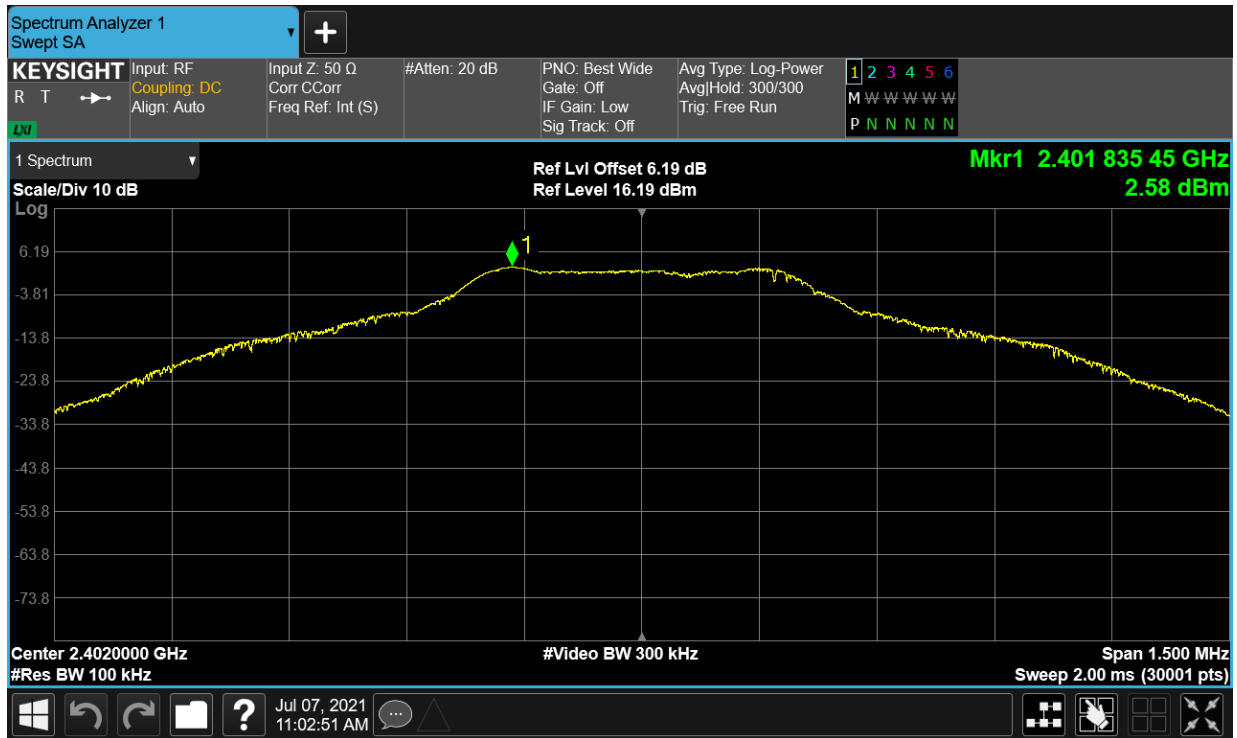 Spectrum Analyzer 1
Swept SA
KEYSIGHT
R T
LXI
Input: RF
Coupling: DC
Align: Auto
Input Z: 50 Ω
Corr CCorr
Freq Ref: Int (S)
#Atten: 20 dB
PNO: Best Wide
Gate: Off
IF Gain: Low
Sig Track: Off
Avg Type: Log-Power
Avg|Hold: 300/300
Trig: Free Run
1 2 3 4 5 6
M W W W W W
P N N N N N
1 Spectrum
Scale/Div 10 dB
Log
Ref Lvl Offset 6.19 dB
Ref Level 16.19 dBm
Mkr1 2.401 835 45 GHz
2.58 dBm
1
6.19
-3.81
-13.8
-23.8
-33.8
-43.8
-53.8
-63.8
-73.8
Center 2.4020000 GHz
#Res BW 100 kHz
#Video BW 300 kHz
Span 1.500 MHz
Sweep 2.00 ms (30001 pts)
?
Jul 07, 2021
11:02:51 AM